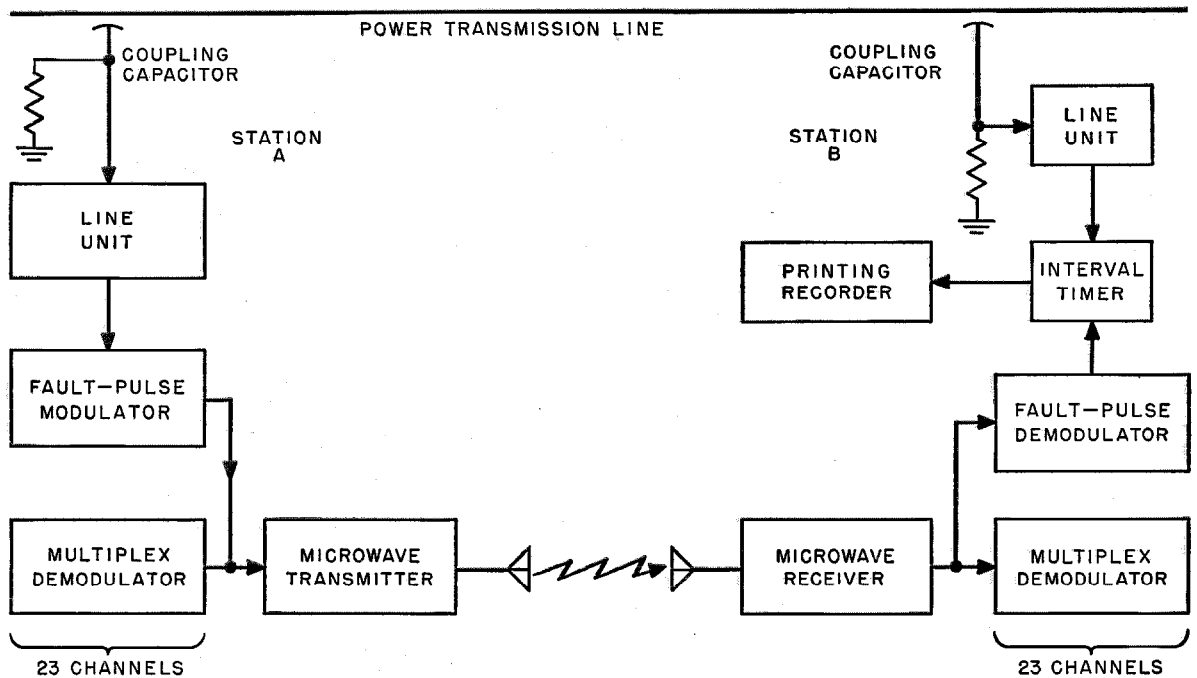 POWER TRANSMISSION LINE
COUPLING
CAPACITOR
STATION
A
LINE
UNIT
FAULT-PULSE
MODULATOR
MULTIPLEX
DEMODULATOR
23 CHANNELS
MICROWAVE
TRANSMITTER
COUPLING
CAPACITOR
STATION
B
LINE
UNIT
PRINTING
RECORDER
INTERVAL
TIMER
FAULT-PULSE
DEMODULATOR
MICROWAVE
RECEIVER
MULTIPLEX
DEMODULATOR
23 CHANNELS